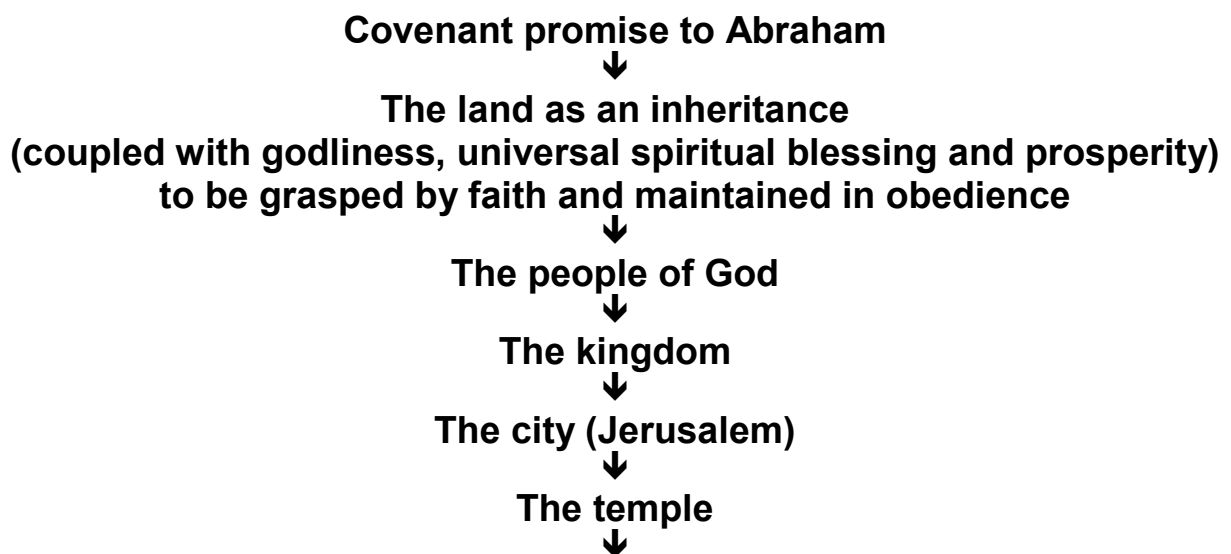 Covenant promise to Abraham
↓
The land as an inheritance
(coupled with godliness, universal spiritual blessing and prosperity)
to be grasped by faith and maintained in obedience
↓
The people of God
↓
The kingdom
↓
The city (Jerusalem)
↓
The temple
↓